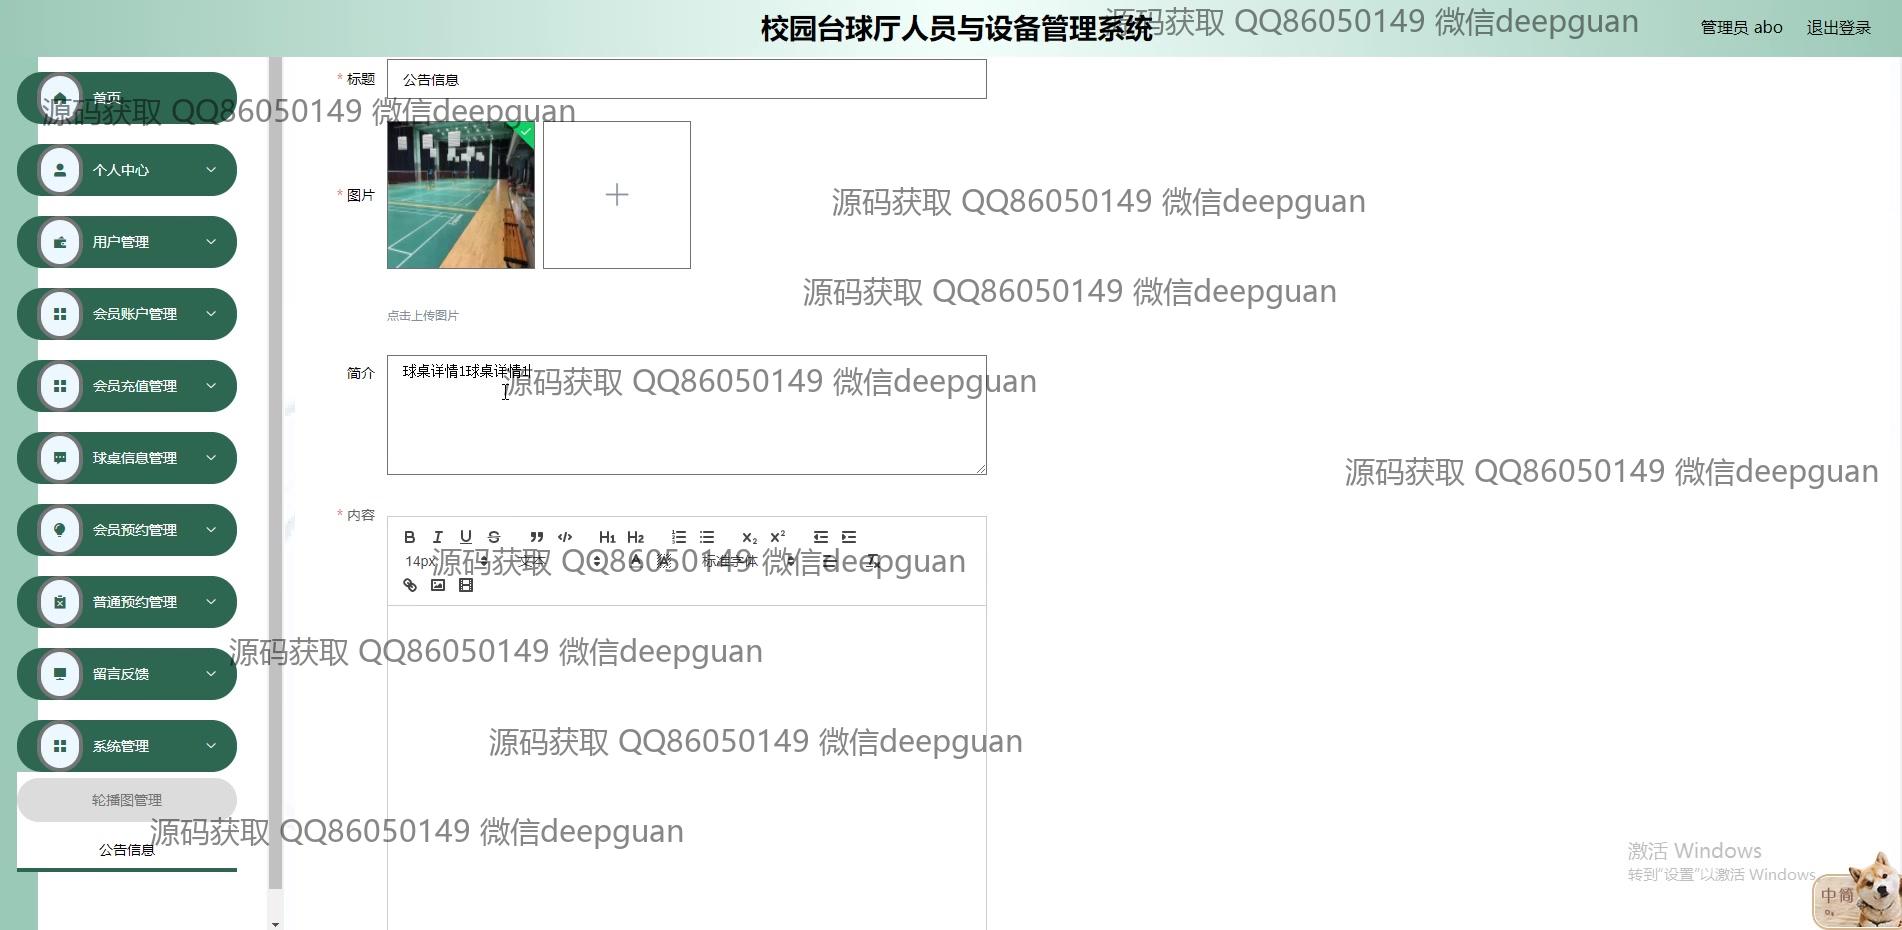 校园台球厅人员与设备管理系统
管理员 abo
退出登录
源码获取 QQ86050149 微信deepguan
首页
源码获取 QQ86050149 微信deepguan
个人中心
用户管理
会员账户管理
会员充值管理
球桌信息管理
会员预约管理
普通预约管理
留言反馈
系统管理
轮播图管理
公告信息
* 标题
公告信息
* 图片
源码获取 QQ86050149 微信deepguan
源码获取 QQ86050149 微信deepguan
点击上传图片
简介
球桌详情1球桌详情1
源码获取 QQ86050149 微信deepguan
源码获取 QQ86050149 微信deepguan
* 内容
B I U S H1 H2 X₂ X²
14px 文本 标准字体
源码获取 QQ86050149 微信deepguan
源码获取 QQ86050149 微信deepguan
源码获取 QQ86050149 微信deepguan
源码获取 QQ86050149 微信deepguan
激活 Windows
转到“设置”以激活 Windows
中简